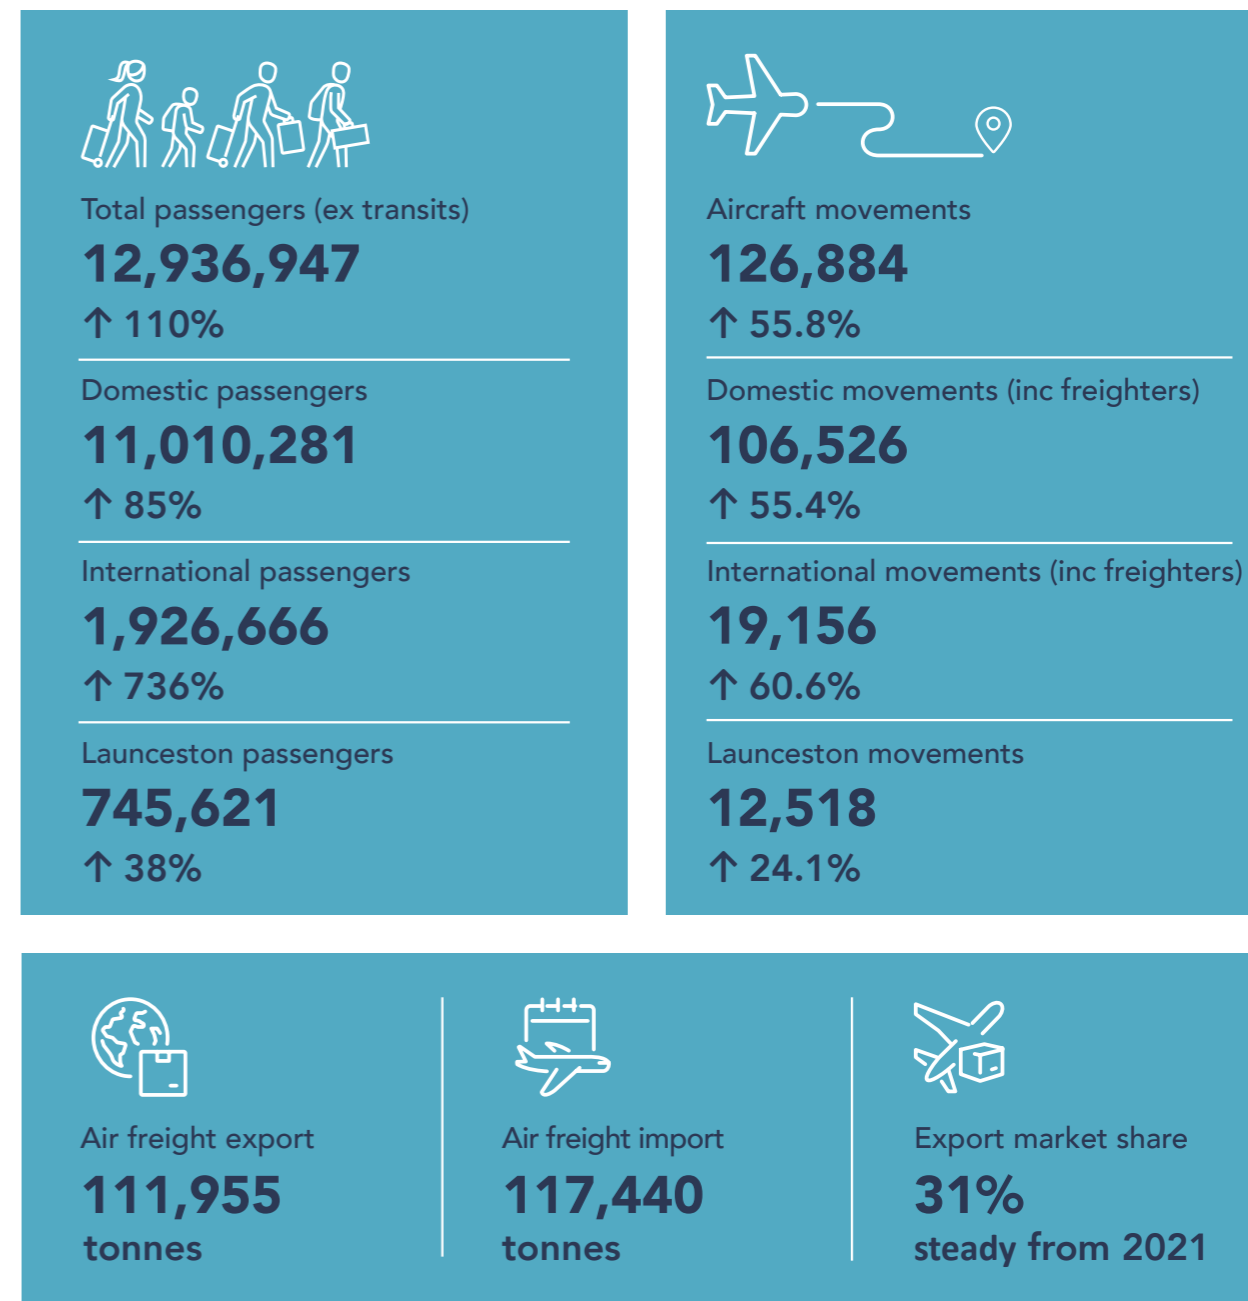 Total passengers (ex transits)
12,936,947
↑ 110%
Domestic passengers
11,010,281
↑ 85%
International passengers
1,926,666
↑ 736%
Launceston passengers
745,621
↑ 38%
Aircraft movements
126,884
↑ 55.8%
Domestic movements (inc freighters)
106,526
↑ 55.4%
International movements (inc freighters)
19,156
↑ 60.6%
Launceston movements
12,518
↑ 24.1%
Air freight export
111,955
tonnes
Air freight import
117,440
tonnes
Export market share
31%
steady from 2021